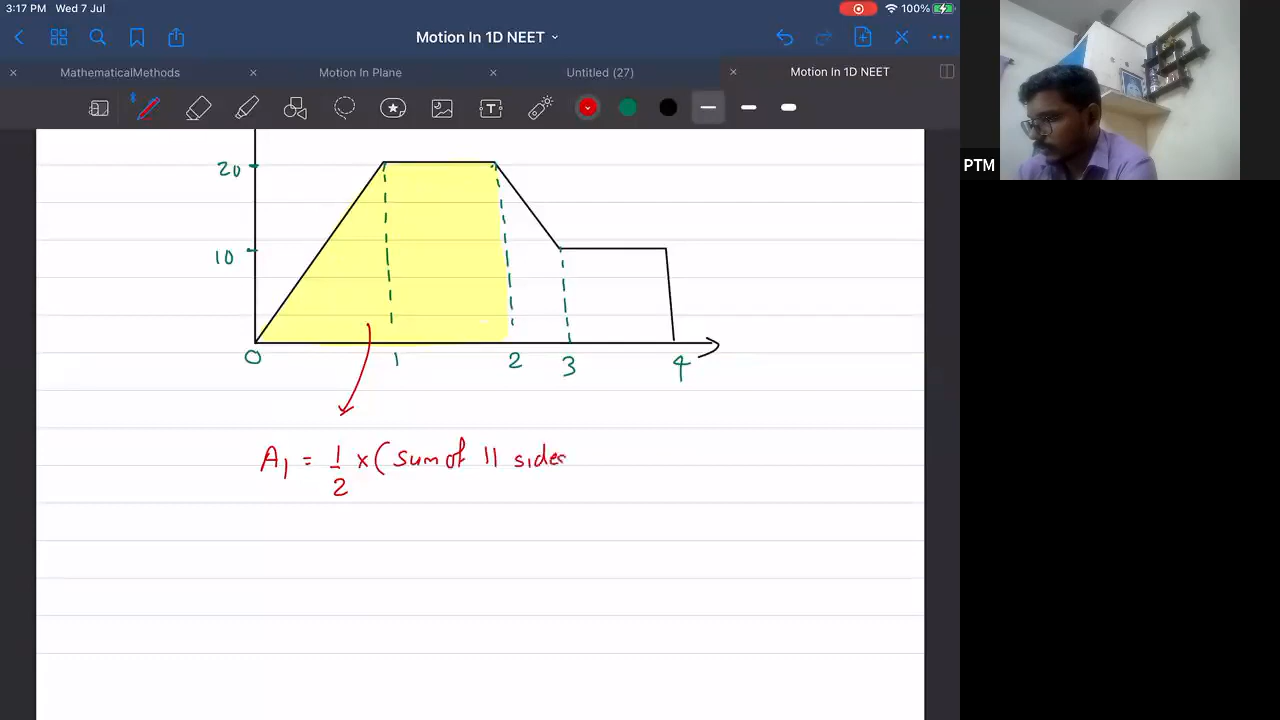 3:17 PM Wed 7 Jul
100%
Motion In 1D NEET
MathematicalMethods
Motion In Plane
Untitled (27)
Motion In 1D NEET
PTM
20
10
0 1 2 3 4
A₁ = 1/2 × ( sum of 11 sides